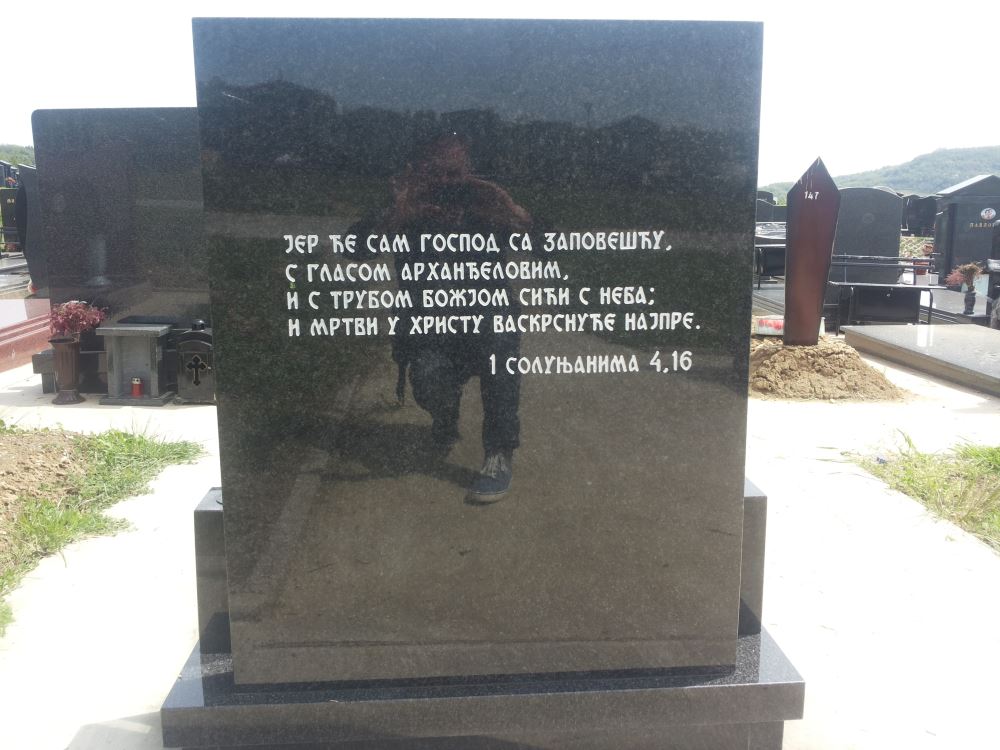 ЈЕР ЋЕ САМ ГОСПОД СА ЗАПОВЕШЋУ,
С ГЛАСОМ АРХАНЂЕЛОВИМ,
И С ТРУБОМ БОЖЈОМ СИЋИ С НЕБА;
И МРТВИ У ХРИСТУ ВАСКРСНУЋЕ НАЈПРЕ.
1 СОЛУЊАНИМА 4,16
147